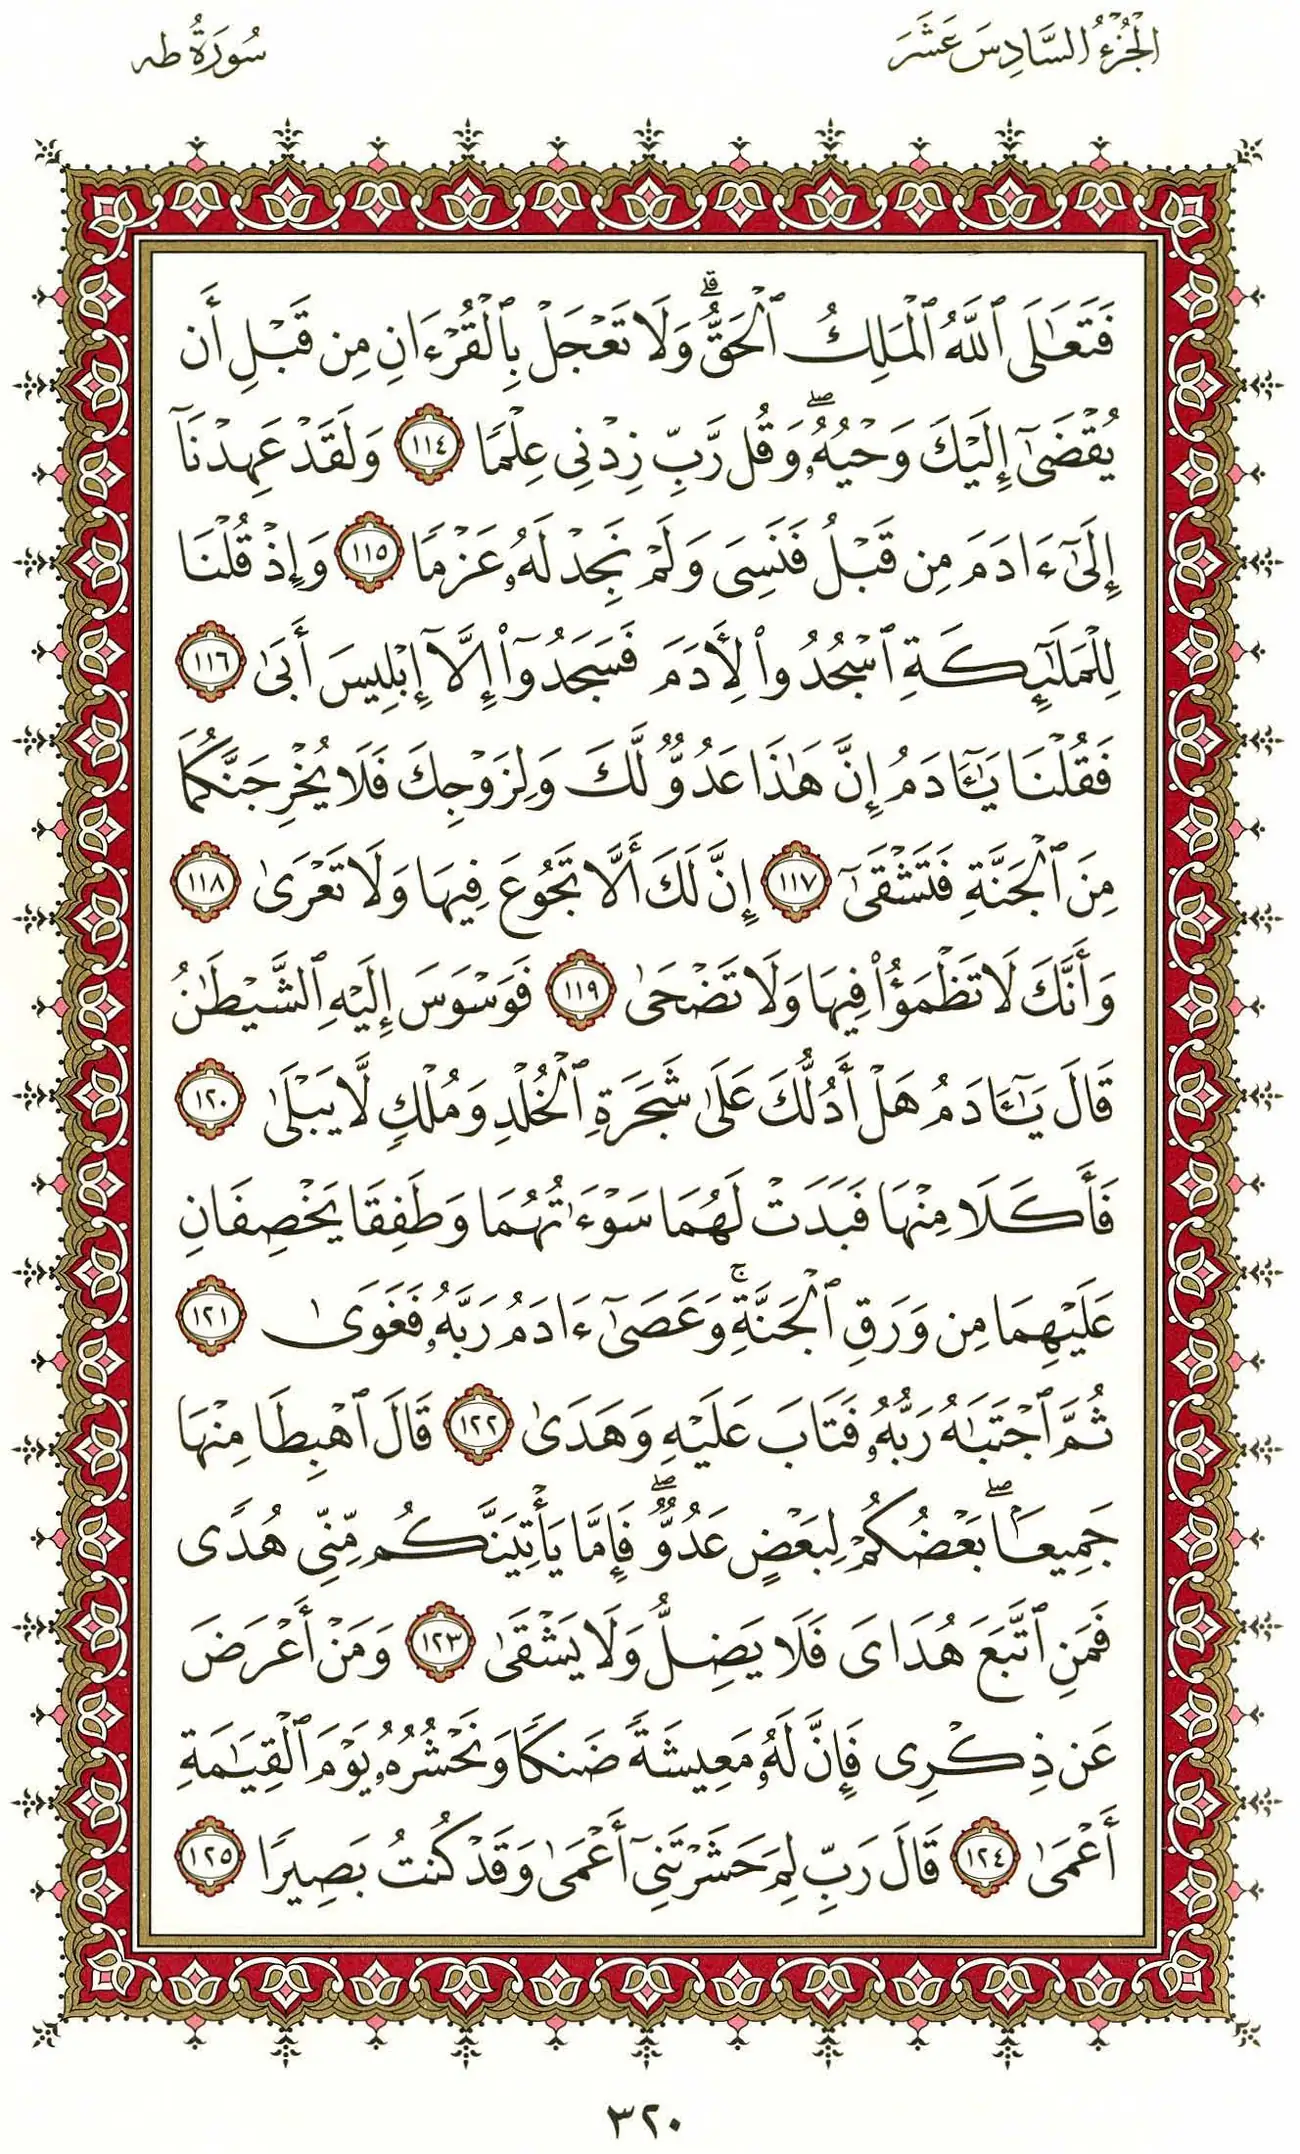 الجزء السادس عشر
سورة طه
فَتَعَٰلَى ٱللَّهُ ٱلْمَلِكُ ٱلْحَقُّ ۗ وَلَا تَعْجَلْ بِٱلْقُرْءَانِ مِن قَبْلِ أَن
يُقْضَىٰٓ إِلَيْكَ وَحْيُهُۥ ۖ وَقُل رَّبِّ زِدْنِى عِلْمًا ١١٤ وَلَقَدْ عَهِدْنَآ
إِلَىٰٓ ءَادَمَ مِن قَبْلُ فَنَسِىَ وَلَمْ نَجِدْ لَهُۥ عَزْمًا ١١٥ وَإِذْ قُلْنَا
لِلْمَلَٰٓئِكَةِ ٱسْجُدُوا۟ لِأَدَمَ فَسَجَدُوٓا۟ إِلَّآ إِبْلِيسَ أَبَىٰ ١١٦
فَقُلْنَا يَٰٓـَٔادَمُ إِنَّ هَٰذَا عَدُوٌّ لَّكَ وَلِزَوْجِكَ فَلَا يُخْرِجَنَّكُمَا
مِنَ ٱلْجَنَّةِ فَتَشْقَىٰٓ ١١٧ إِنَّ لَكَ أَلَّا تَجُوعَ فِيهَا وَلَا تَعْرَىٰ ١١٨
وَأَنَّكَ لَا تَظْمَؤُا۟ فِيهَا وَلَا تَضْحَىٰ ١١٩ فَوَسْوَسَ إِلَيْهِ ٱلشَّيْطَٰنُ
قَالَ يَٰٓـَٔادَمُ هَلْ أَدُلُّكَ عَلَىٰ شَجَرَةِ ٱلْخُلْدِ وَمُلْكٍ لَّا يَبْلَىٰ ١٢٠
فَأَكَلَا مِنْهَا فَبَدَتْ لَهُمَا سَوْءَٰتُهُمَا وَطَفِقَا يَخْصِفَانِ
عَلَيْهِمَا مِن وَرَقِ ٱلْجَنَّةِ ۚ وَعَصَىٰٓ ءَادَمُ رَبَّهُۥ فَغَوَىٰ ١٢١
ثُمَّ ٱجْتَبَٰهُ رَبُّهُۥ فَتَابَ عَلَيْهِ وَهَدَىٰ ١٢٢ قَالَ ٱهْبِطَا مِنْهَا
جَمِيعًۢا ۖ بَعْضُكُمْ لِبَعْضٍ عَدُوٌّ ۖ فَإِمَّا يَأْتِيَنَّكُم مِّنِّى هُدًى
فَمَنِ ٱتَّبَعَ هُدَاىَ فَلَا يَضِلُّ وَلَا يَشْقَىٰ ١٢٣ وَمَنْ أَعْرَضَ
عَن ذِكْرِى فَإِنَّ لَهُۥ مَعِيشَةً ضَنكًا وَنَحْشُرُهُۥ يَوْمَ ٱلْقِيَٰمَةِ
أَعْمَىٰ ١٢٤ قَالَ رَبِّ لِمَ حَشَرْتَنِىٓ أَعْمَىٰ وَقَدْ كُنتُ بَصِيرًا ١٢٥
٣٢٠